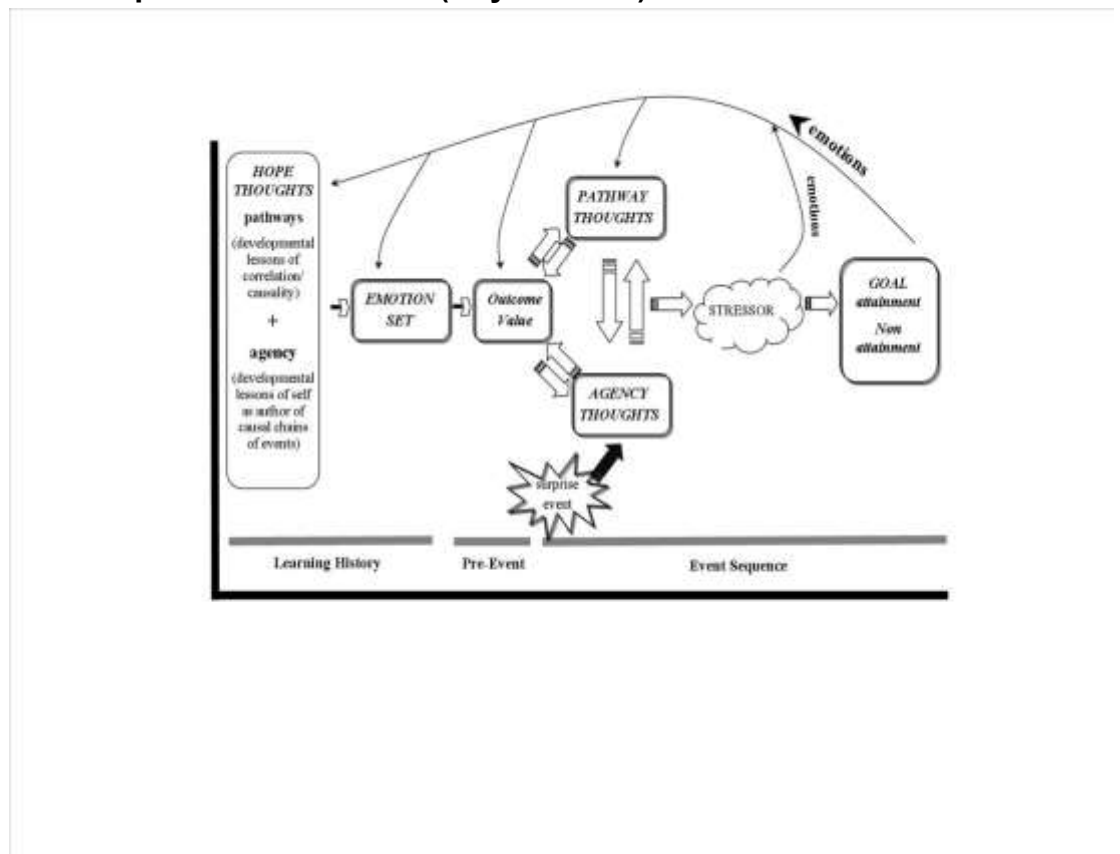 emotions
emotions
HOPE
THOUGHTS
pathways
(developmental
lessons of
correlation/
causality)
+
agency
(developmental
lessons of self
as author of
causal chains
of events)
EMOTION
SET
Outcome
Value
PATHWAY
THOUGHTS
AGENCY
THOUGHTS
surprise
event
STRESSOR
GOAL
attainment
Non
attainment
Learning History
Pre-Event
Event Sequence